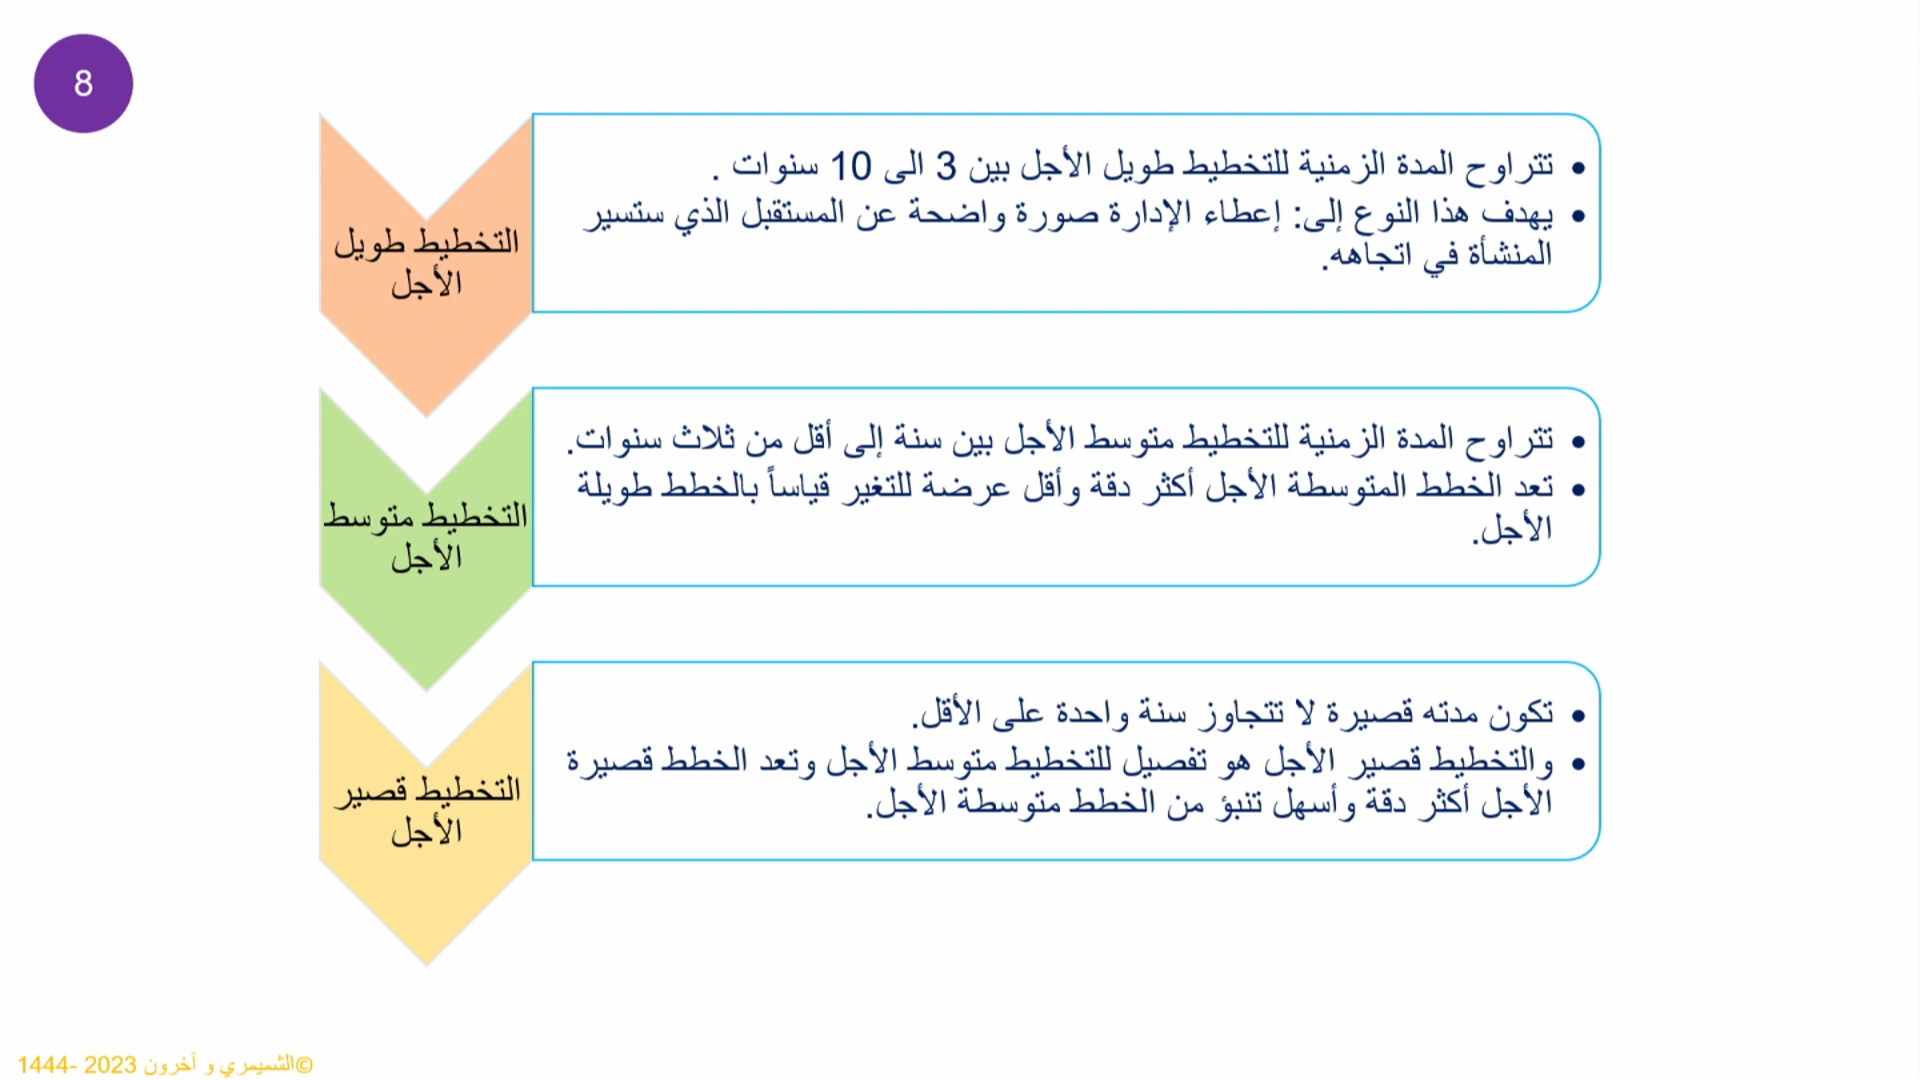 8
التخطيط طويل
الأجل
• تتراوح المدة الزمنية للتخطيط طويل الأجل بين 3 الى 10 سنوات .
• يهدف هذا النوع إلى: إعطاء الإدارة صورة واضحة عن المستقبل الذي ستسير
المنشأة في اتجاهه.
التخطيط متوسط
الأجل
• تتراوح المدة الزمنية للتخطيط متوسط الأجل بين سنة إلى أقل من ثلاث سنوات.
• تعد الخطط المتوسطة الأجل أكثر دقة وأقل عرضة للتغير قياساً بالخطط طويلة
الأجل.
التخطيط قصير
الأجل
• تكون مدته قصيرة لا تتجاوز سنة واحدة على الأقل.
• والتخطيط قصير الأجل هو تفصيل للتخطيط متوسط الأجل وتعد الخطط قصيرة
الأجل أكثر دقة وأسهل تنبؤ من الخطط متوسطة الأجل.
©الشميمري و آخرون 2023 -1444